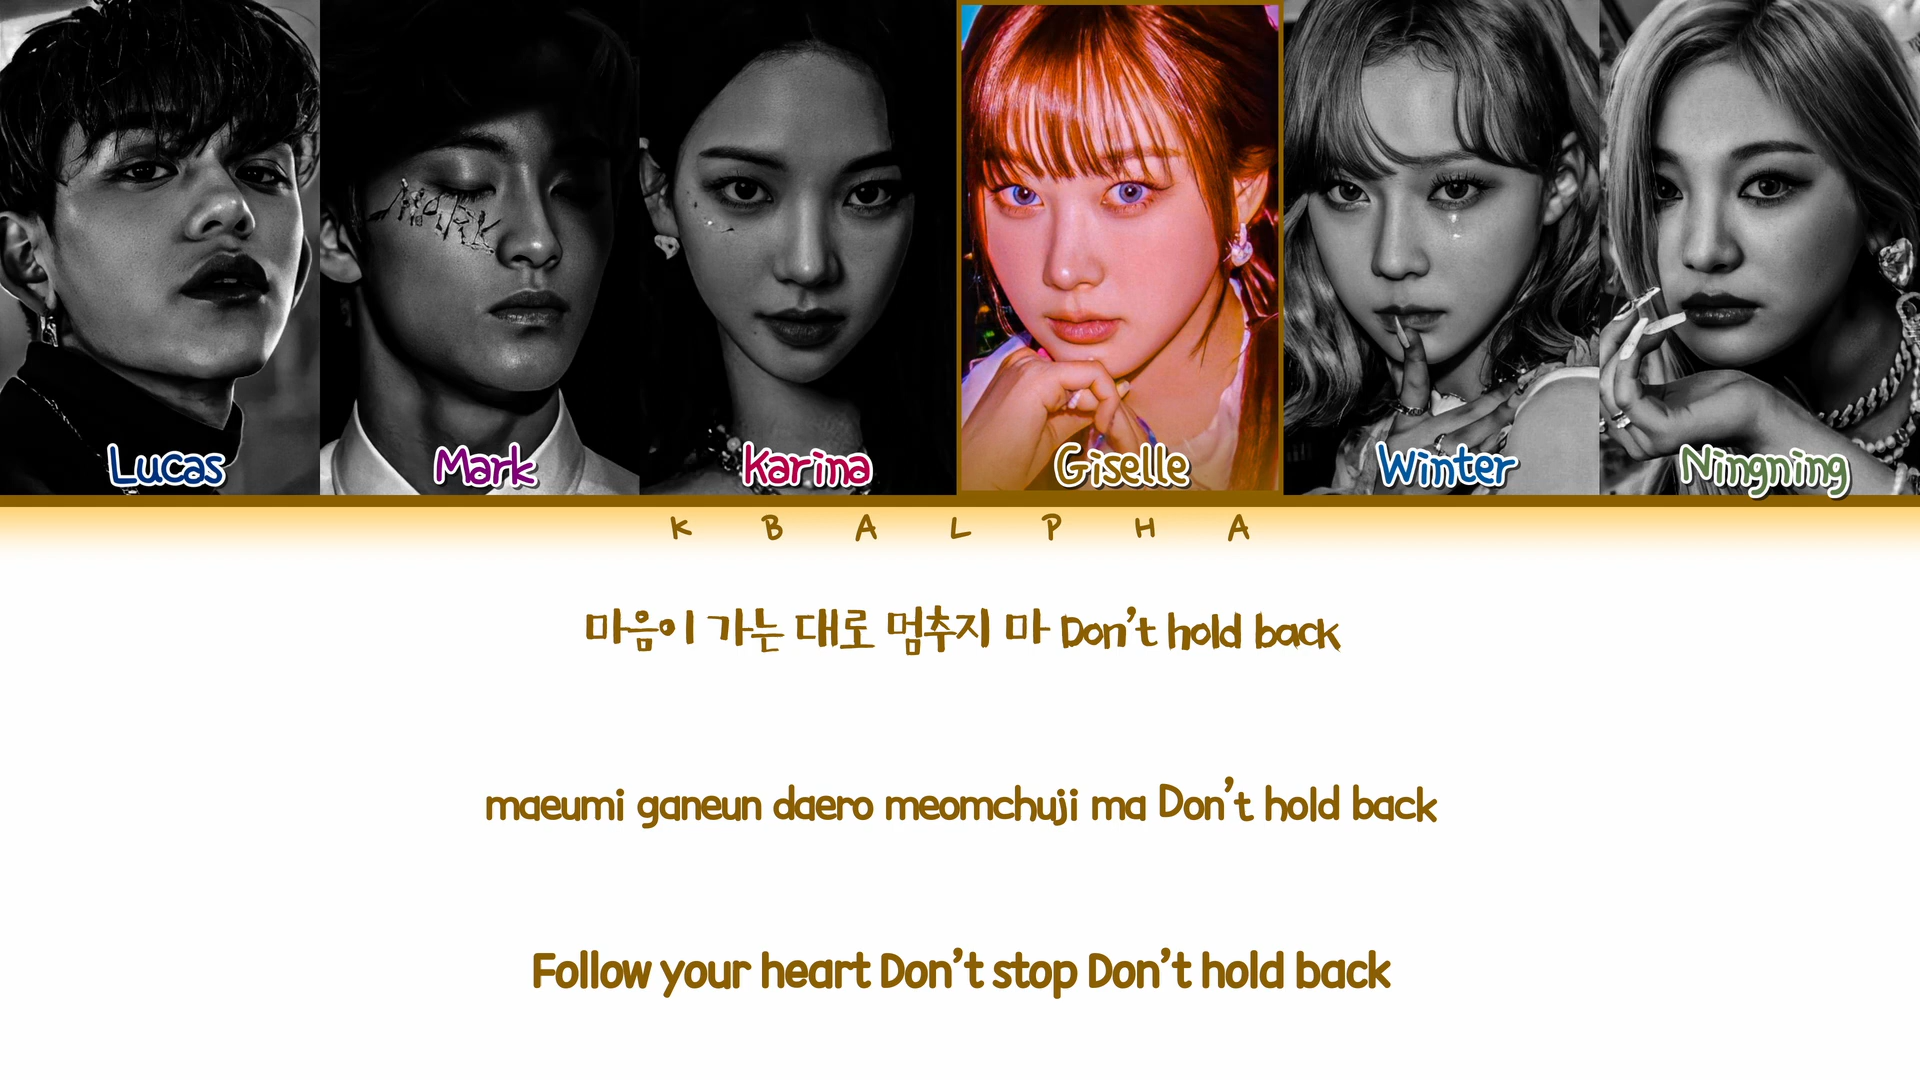 Lucas
Mark
Karina
Giselle
Winter
Ningning
Mark
K B A L P H A
마음이 가는 대로 멈추지 마 Don't hold back
maeumi ganeun daero meomchuji ma Don't hold back
Follow your heart Don't stop Don't hold back